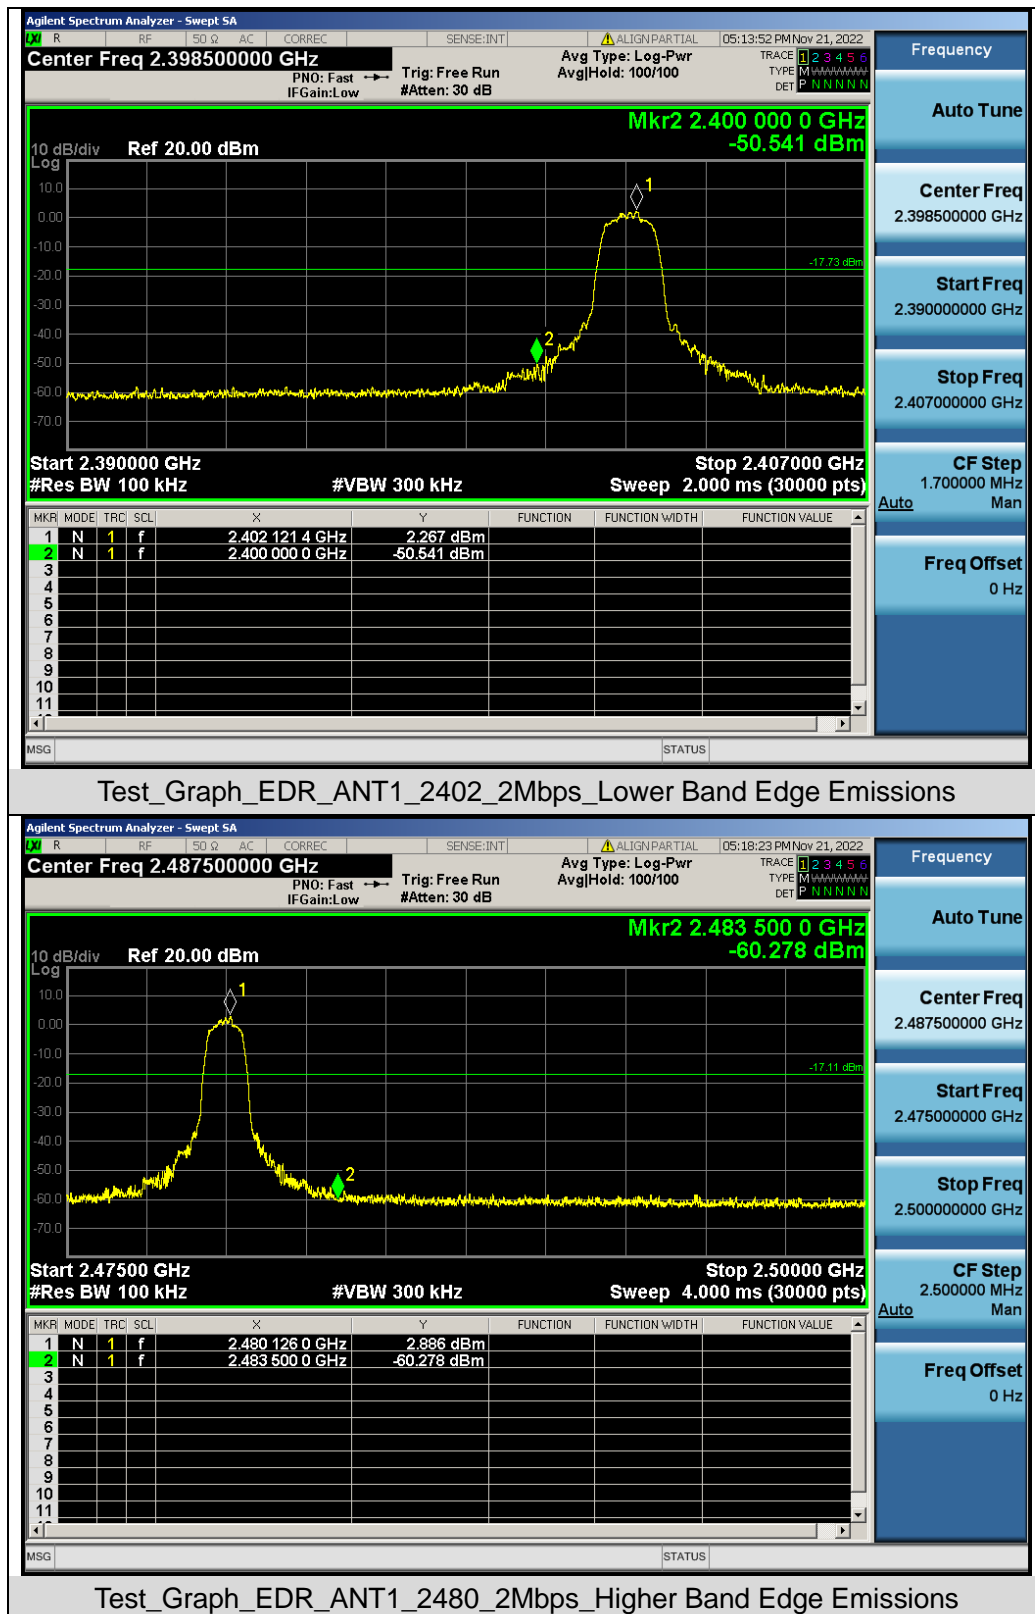 Agilent Spectrum Analyzer - Swept SA
LXI R RF 50 Ω AC CORREC SENSE:INT ALIGN PARTIAL 05:13:52 PM Nov 21, 2022
Center Freq 2.398500000 GHz
PNO: Fast
IFGain:Low
Trig: Free Run
#Atten: 30 dB
Avg Type: Log-Pwr
Avg|Hold: 100/100
TRACE 1 2 3 4 5 6
TYPE M W W W W W
DET P N N N N N
Mkr2 2.400 000 0 GHz
-50.541 dBm
10 dB/div Ref 20.00 dBm
Log
10.0
0.00
-10.0
-20.0
-30.0
-40.0
-50.0
-60.0
-70.0
1
2
-17.73 dBm
Start 2.390000 GHz Stop 2.407000 GHz
#Res BW 100 kHz #VBW 300 kHz Sweep 2.000 ms (30000 pts)
MKR MODE TRC SCL X Y FUNCTION FUNCTION WIDTH FUNCTION VALUE
1 N 1 f 2.402 121 4 GHz 2.267 dBm
2 N 1 f 2.400 000 0 GHz -50.541 dBm
3
4
5
6
7
8
9
10
11
MSG STATUS
Frequency
Auto Tune
Center Freq
2.398500000 GHz
Start Freq
2.390000000 GHz
Stop Freq
2.407000000 GHz
CF Step
1.700000 MHz
Auto Man
Freq Offset
0 Hz
Test_Graph_EDR_ANT1_2402_2Mbps_Lower Band Edge Emissions
Agilent Spectrum Analyzer - Swept SA
LXI R RF 50 Ω AC CORREC SENSE:INT ALIGN PARTIAL 05:18:23 PM Nov 21, 2022
Center Freq 2.487500000 GHz
PNO: Fast
IFGain:Low
Trig: Free Run
#Atten: 30 dB
Avg Type: Log-Pwr
Avg|Hold: 100/100
TRACE 1 2 3 4 5 6
TYPE M W W W W W
DET P N N N N N
Mkr2 2.483 500 0 GHz
-60.278 dBm
10 dB/div Ref 20.00 dBm
Log
10.0
0.00
-10.0
-20.0
-30.0
-40.0
-50.0
-60.0
-70.0
1
2
-17.11 dBm
Start 2.47500 GHz Stop 2.50000 GHz
#Res BW 100 kHz #VBW 300 kHz Sweep 4.000 ms (30000 pts)
MKR MODE TRC SCL X Y FUNCTION FUNCTION WIDTH FUNCTION VALUE
1 N 1 f 2.480 126 0 GHz 2.886 dBm
2 N 1 f 2.483 500 0 GHz -60.278 dBm
3
4
5
6
7
8
9
10
11
MSG STATUS
Frequency
Auto Tune
Center Freq
2.487500000 GHz
Start Freq
2.475000000 GHz
Stop Freq
2.500000000 GHz
CF Step
2.500000 MHz
Auto Man
Freq Offset
0 Hz
Test_Graph_EDR_ANT1_2480_2Mbps_Higher Band Edge Emissions